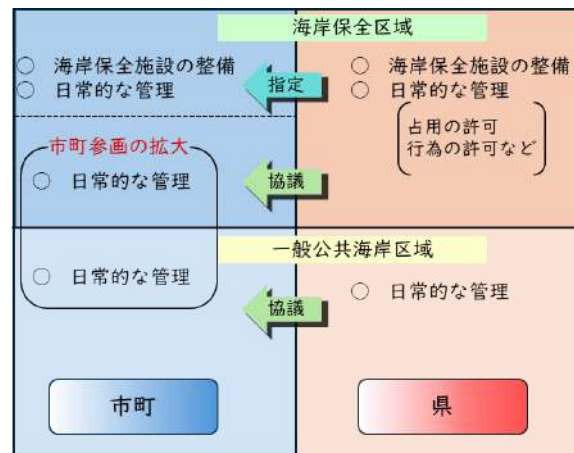 海岸保全区域
○ 海岸保全施設の整備
○ 日常的な管理
指定
○ 海岸保全施設の整備
○ 日常的な管理
占用の許可
行為の許可など
市町参画の拡大
○ 日常的な管理
協議
一般公共海岸区域
○ 日常的な管理
協議
○ 日常的な管理
市町
県